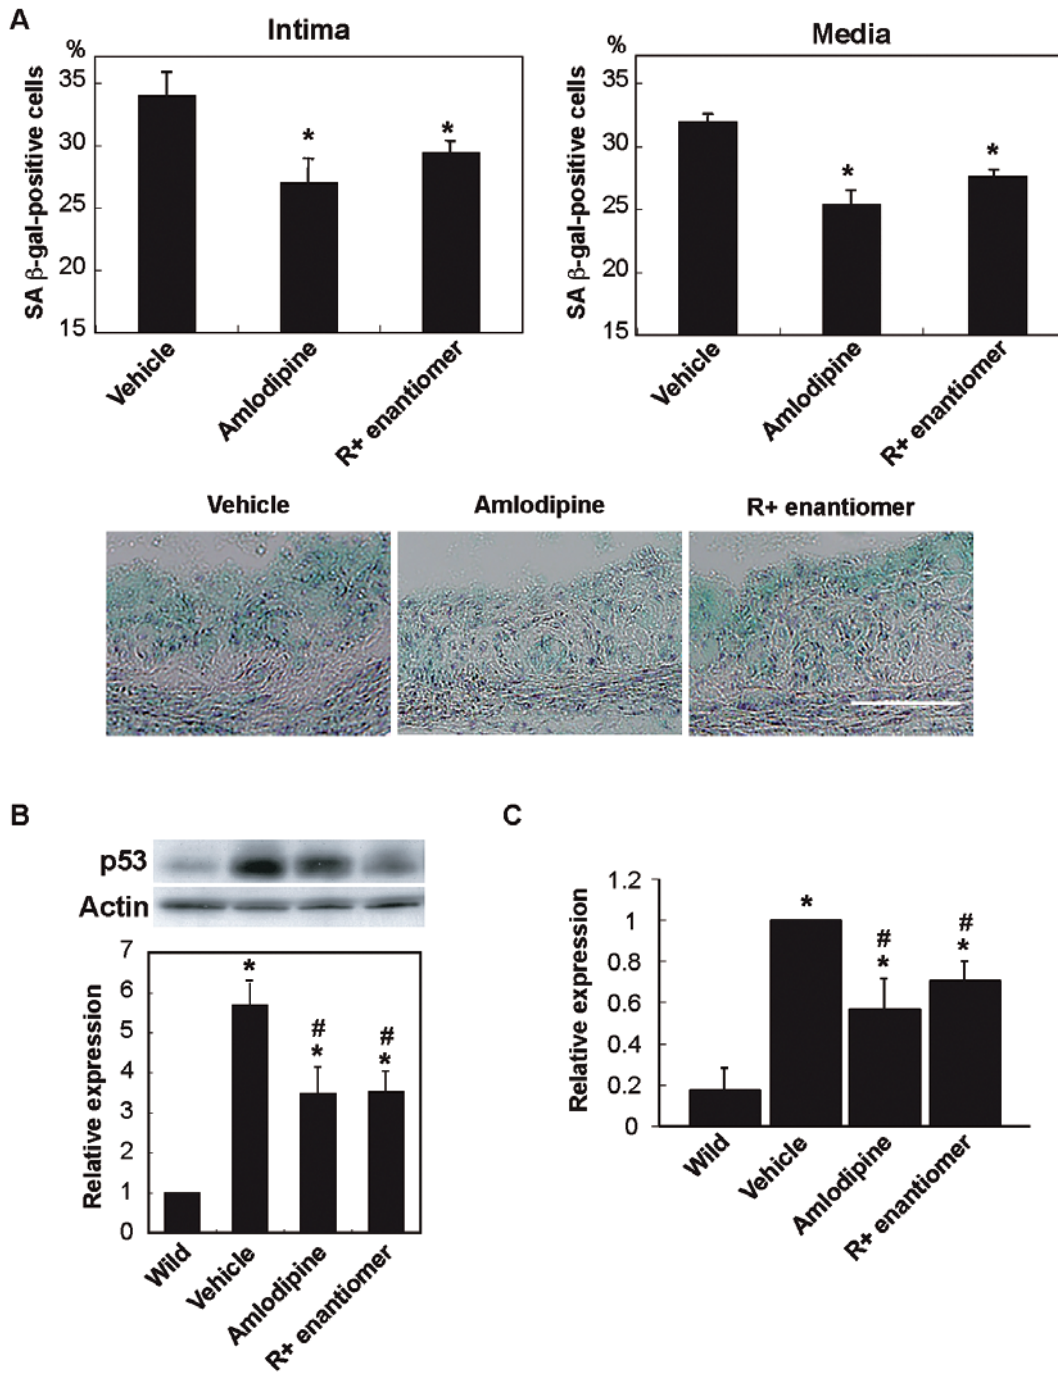 A
Intima
%
SA β-gal-positive cells
35
30
25
20
15
*
*
Vehicle
Amlodipine
R+ enantiomer
Media
%
SA β-gal-positive cells
35
30
25
20
15
*
*
Vehicle
Amlodipine
R+ enantiomer
Vehicle
Amlodipine
R+ enantiomer
B
p53
Actin
Relative expression
7
6
5
4
3
2
1
0
*
#
*
#
*
Wild
Vehicle
Amlodipine
R+ enantiomer
C
Relative expression
1.2
1
0.8
0.6
0.4
0.2
0
*
#
*
#
*
Wild
Vehicle
Amlodipine
R+ enantiomer